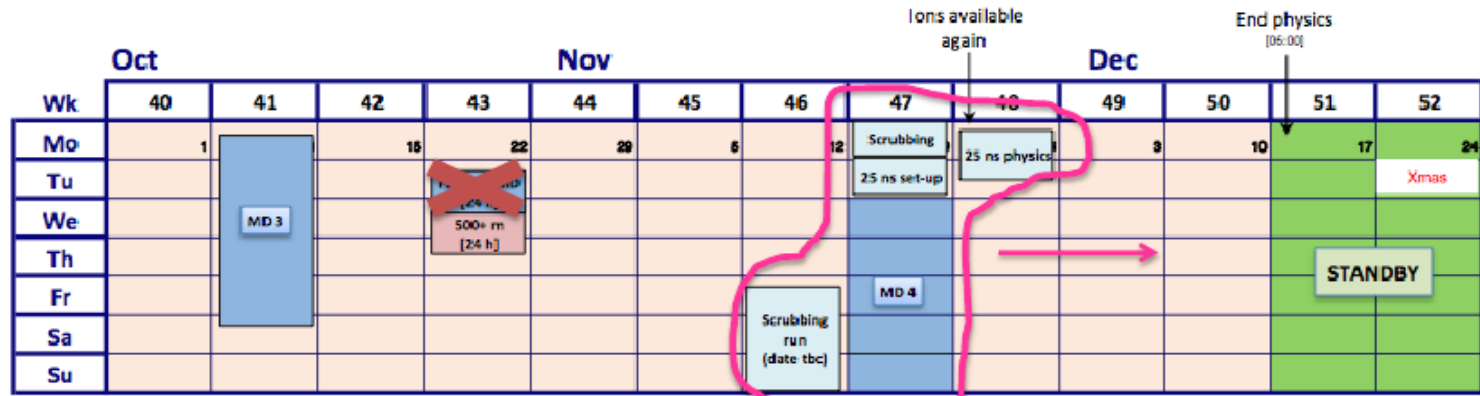 Ions available
again
End physics
[06:00]
Oct Nov Dec
Wk 40 41 42 43 44 45 46 47 48 49 50 51 52
Mo 1 15 22 29 5 12 Scrubbing 3 10 17 24
25 ns physics
Tu 25 ns set-up Xmas
We MD 3 500+ m
[24 h]
Th
STANDBY
Fr MD 4
Scrubbing
Sa run
(date tbc)
Su